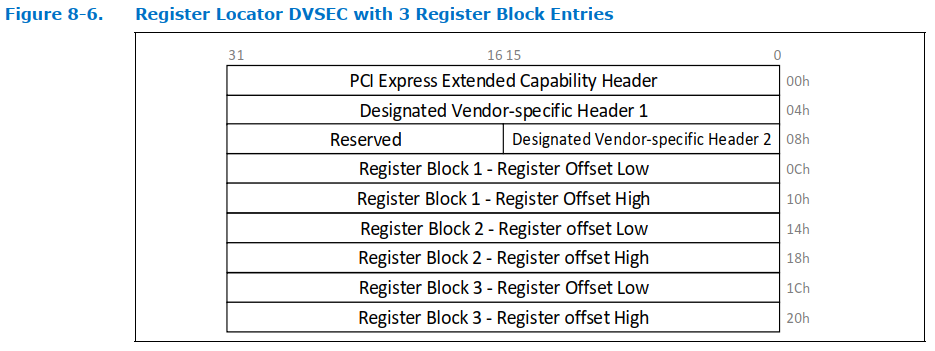 Figure 8-6. Register Locator DVSEC with 3 Register Block Entries
31 16 15 0
PCI Express Extended Capability Header 00h
Designated Vendor-specific Header 1 04h
Reserved Designated Vendor-specific Header 2 08h
Register Block 1 - Register Offset Low 0Ch
Register Block 1 - Register Offset High 10h
Register Block 2 - Register offset Low 14h
Register Block 2 - Register offset High 18h
Register Block 3 - Register Offset Low 1Ch
Register Block 3 - Register offset High 20h